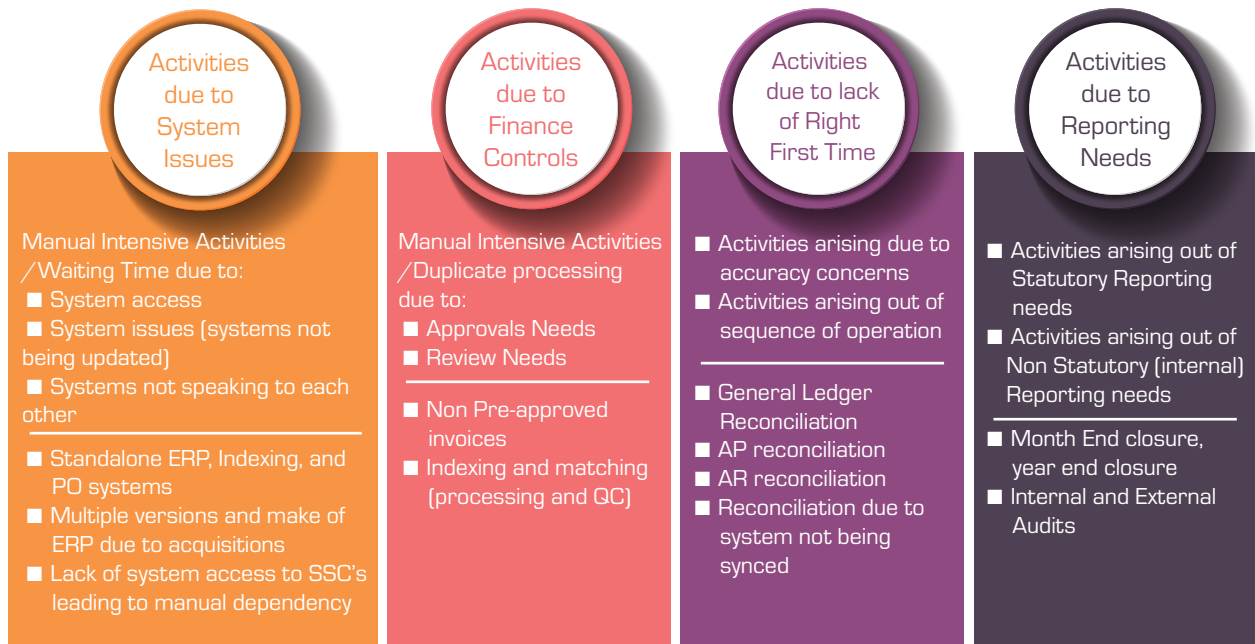 Activities
due to
System
Issues
Manual Intensive Activities
/Waiting Time due to:
■ System access
■ System issues (systems not
being updated)
■ Systems not speaking to each
other
■ Standalone ERP, Indexing, and
PO systems
■ Multiple versions and make of
ERP due to acquisitions
■ Lack of system access to SSC's
leading to manual dependency
Activities
due to
Finance
Controls
Manual Intensive Activities
/Duplicate processing
due to:
■ Approvals Needs
■ Review Needs
■ Non Pre-approved
invoices
■ Indexing and matching
(processing and QC)
Activities
due to lack
of Right
First Time
■ Activities arising due to
accuracy concerns
■ Activities arising out of
sequence of operation
■ General Ledger
Reconciliation
■ AP reconciliation
■ AR reconciliation
■ Reconciliation due to
system not being
synced
Activities
due to
Reporting
Needs
■ Activities arising out of
Statutory Reporting
needs
■ Activities arising out of
Non Statutory (internal)
Reporting needs
■ Month End closure,
year end closure
■ Internal and External
Audits